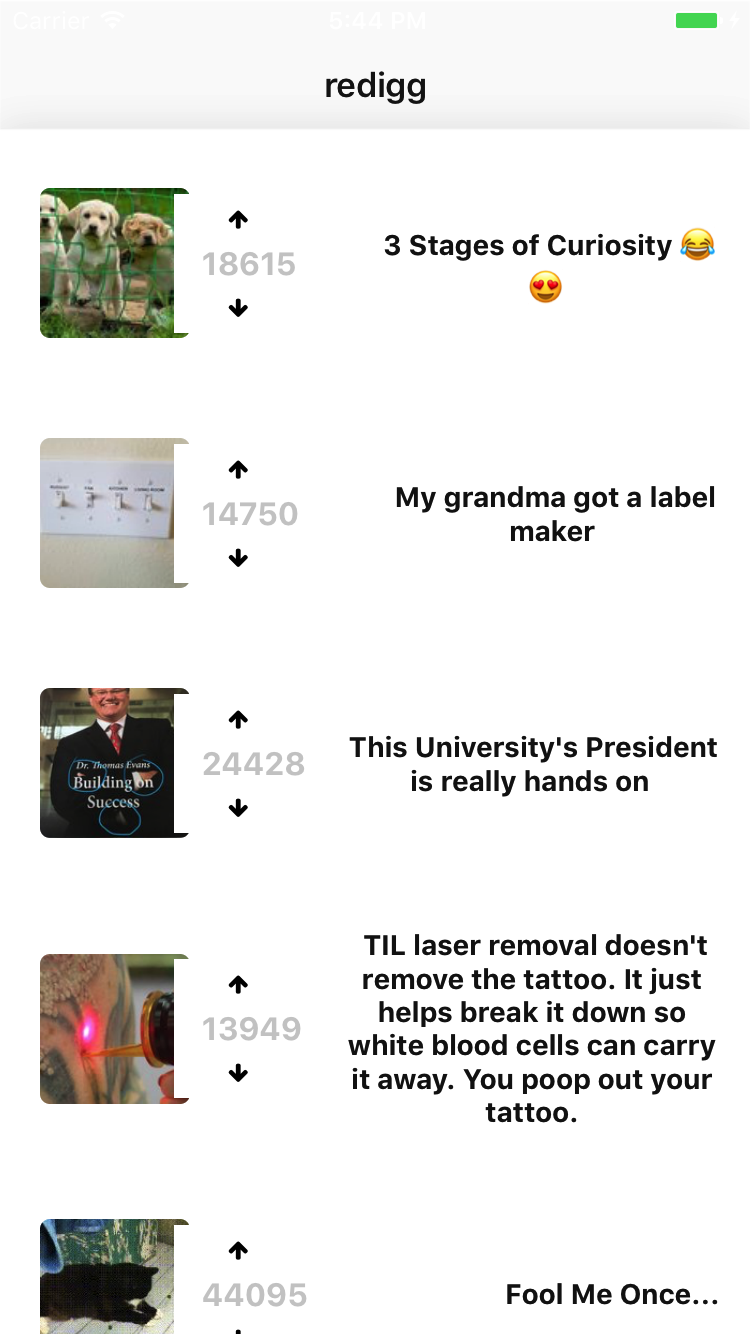 Carrier 5:44 PM
redigg
18615
3 Stages of Curiosity 😂
😍
14750
My grandma got a label
maker
LIVING ROOM
24428
This University's President
is really hands on
Dr. Thomas Evans
Building on
Success
13949
TIL laser removal doesn't
remove the tattoo. It just
helps break it down so
white blood cells can carry
it away. You poop out your
tattoo.
44095
Fool Me Once...